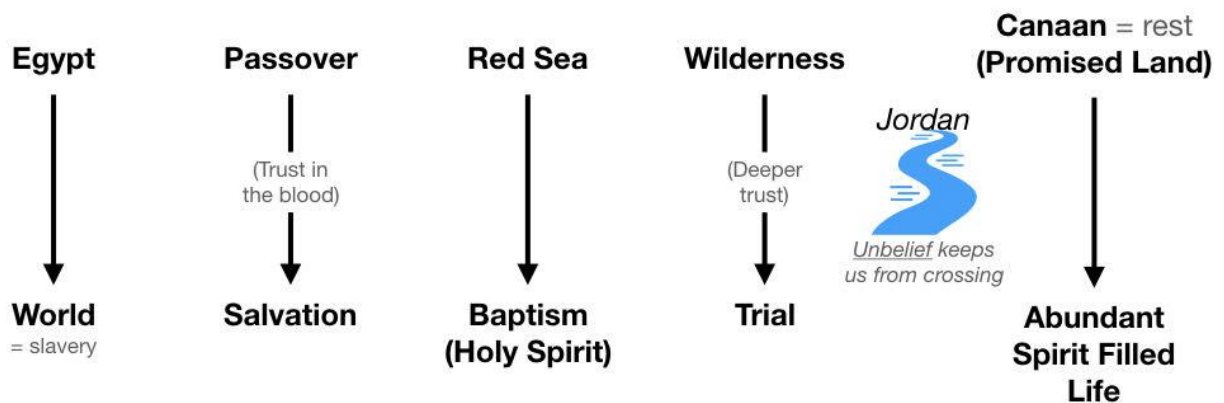 Egypt
Passover
Red Sea
Wilderness
Canaan = rest
(Promised Land)
(Trust in
the blood)
(Deeper
trust)
Jordan
Unbelief keeps
us from crossing
World
= slavery
Salvation
Baptism
(Holy Spirit)
Trial
Abundant
Spirit Filled
Life